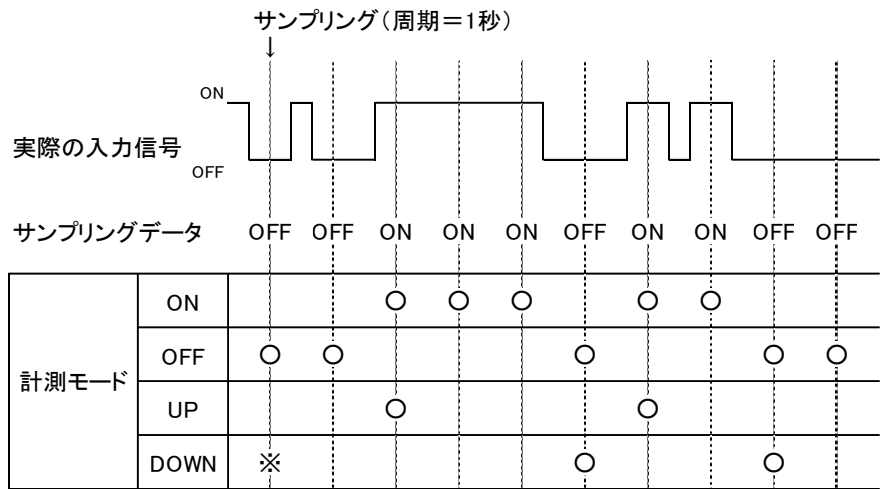 サンプリング（周期＝1秒）
↓
ON
実際の入力信号
OFF
サンプリングデータ OFF OFF ON ON ON OFF ON ON OFF OFF
計測モード
ON ○ ○ ○ ○ ○
OFF ○ ○ ○ ○ ○
UP ○ ○
DOWN ※ ○ ○